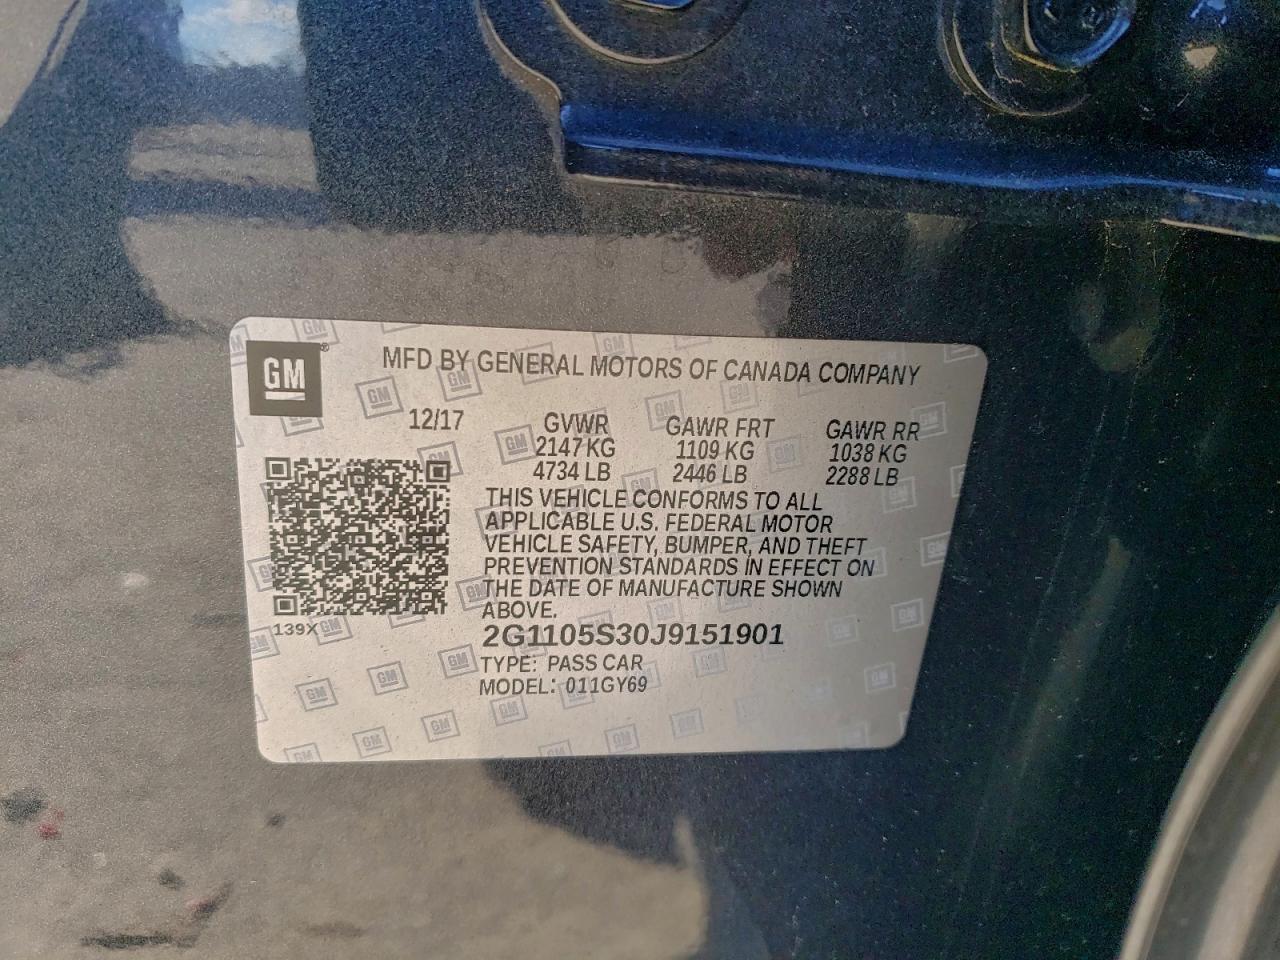 GM
MFD BY GENERAL MOTORS OF CANADA COMPANY
12/17 GVWR GAWR FRT GAWR RR
2147 KG 1109 KG 1038 KG
4734 LB 2446 LB 2288 LB
THIS VEHICLE CONFORMS TO ALL
APPLICABLE U.S. FEDERAL MOTOR
VEHICLE SAFETY, BUMPER, AND THEFT
PREVENTION STANDARDS IN EFFECT ON
THE DATE OF MANUFACTURE SHOWN
ABOVE.
139X
2G1105S30J9151901
TYPE: PASS CAR
MODEL: 011GY69